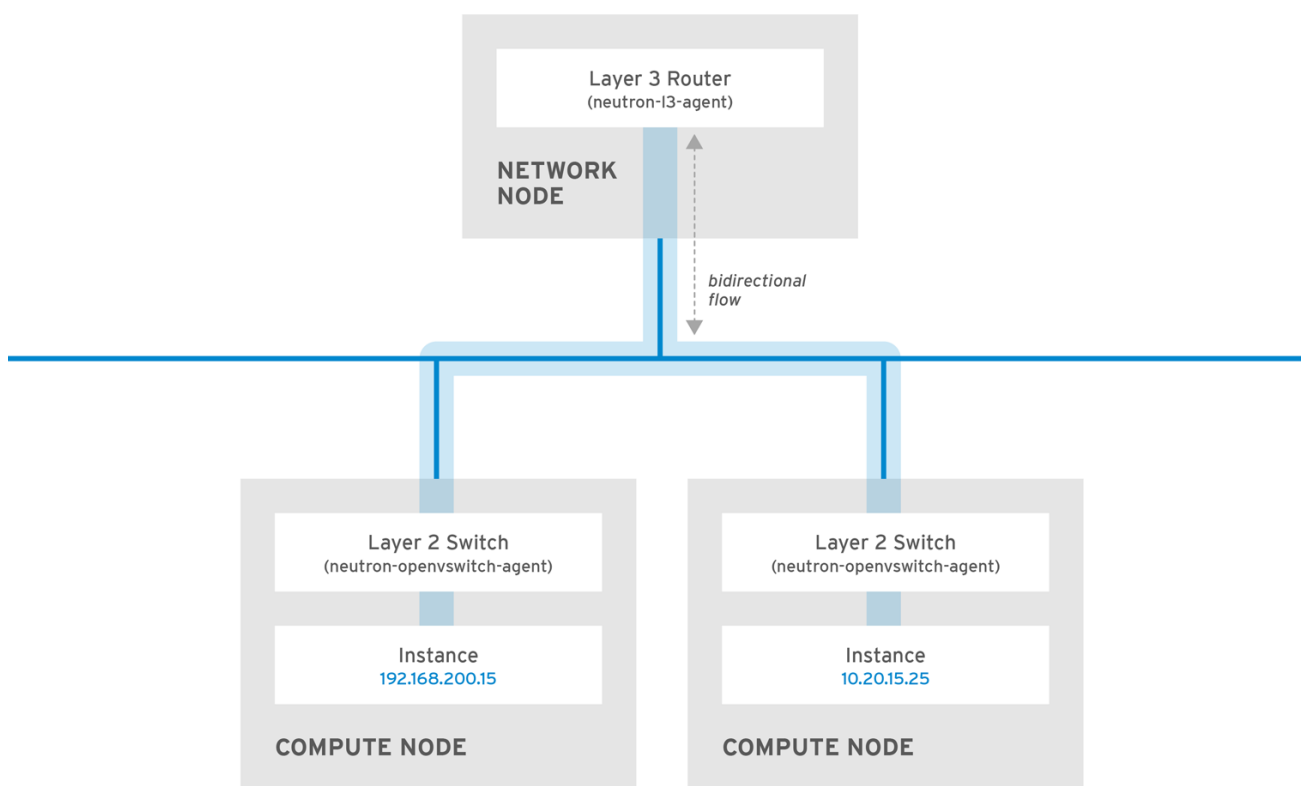 Layer 3 Router
(neutron-l3-agent)
NETWORK
NODE
bidirectional
flow
Layer 2 Switch
(neutron-openvswitch-agent)
Instance
192.168.200.15
COMPUTE NODE
Layer 2 Switch
(neutron-openvswitch-agent)
Instance
10.20.15.25
COMPUTE NODE